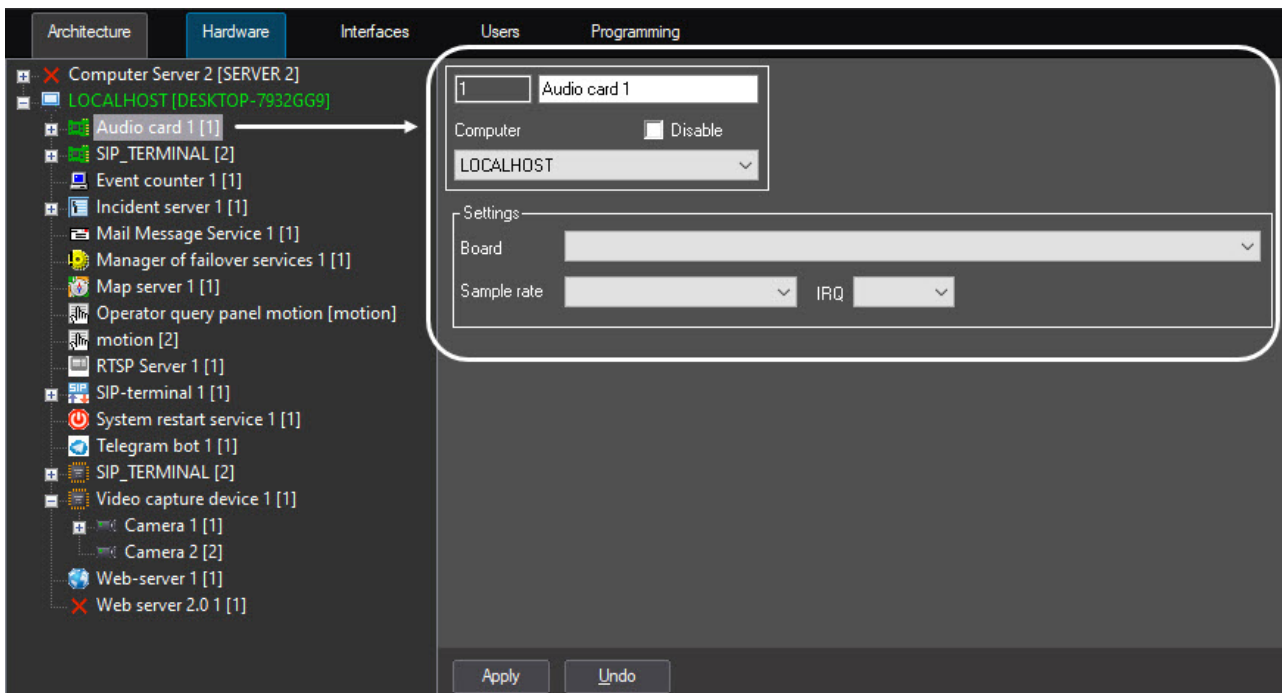 Architecture Hardware Interfaces Users Programming
Computer Server 2 [SERVER 2]
LOCALHOST [DESKTOP-7932GG9]
Audio card 1 [1]
SIP_TERMINAL [2]
Event counter 1 [1]
Incident server 1 [1]
Mail Message Service 1 [1]
Manager of failover services 1 [1]
Map server 1 [1]
Operator query panel motion [motion]
motion [2]
RTSP Server 1 [1]
SIP-terminal 1 [1]
System restart service 1 [1]
Telegram bot 1 [1]
SIP_TERMINAL [2]
Video capture device 1 [1]
Camera 1 [1]
Camera 2 [2]
Web-server 1 [1]
Web server 2.0 1 [1]
1 Audio card 1
Computer Disable
LOCALHOST
Settings
Board
Sample rate IRQ
Apply Undo